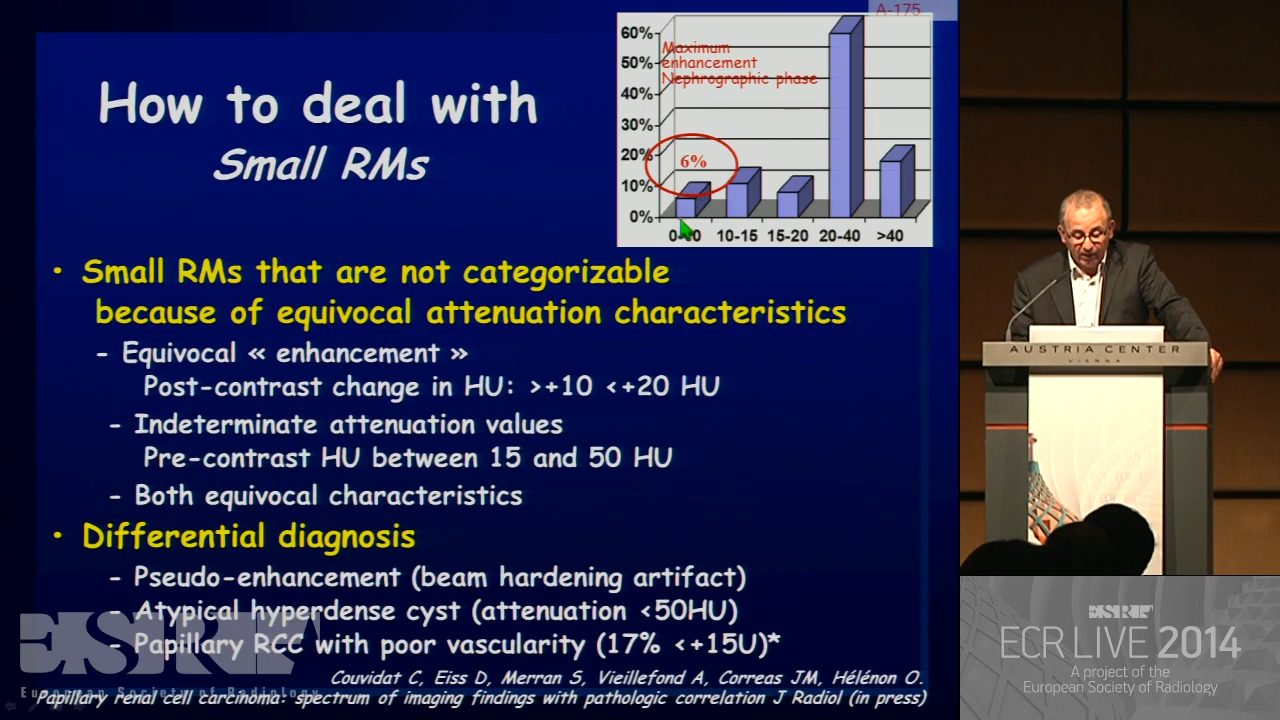 A-175
60%
50%
40%
30%
20%
10%
0%
Maximum
enhancement
Nephrographic phase
6%
10-15 15-20 20-40 >40
How to deal with
Small RMs
• Small RMs that are not categorizable
because of equivocal attenuation characteristics
- Equivocal « enhancement »
Post-contrast change in HU: >+10 <+20 HU
- Indeterminate attenuation values
Pre-contrast HU between 15 and 50 HU
- Both equivocal characteristics
• Differential diagnosis
- Pseudo-enhancement (beam hardening artifact)
- Atypical hyperdense cyst (attenuation <50HU)
- Papillary RCC with poor vascularity (17% <+15U)*
Couvidat C, Eiss D, Merran S, Vieillefond A, Correas JM, Hélénon O.
Papillary renal cell carcinoma: spectrum of imaging findings with pathologic correlation J Radiol (in press)
ESR
European Society of Radiology
AUSTRIA CENTER
VIENNA
ECR LIVE 2014
A project of the
European Society of Radiology